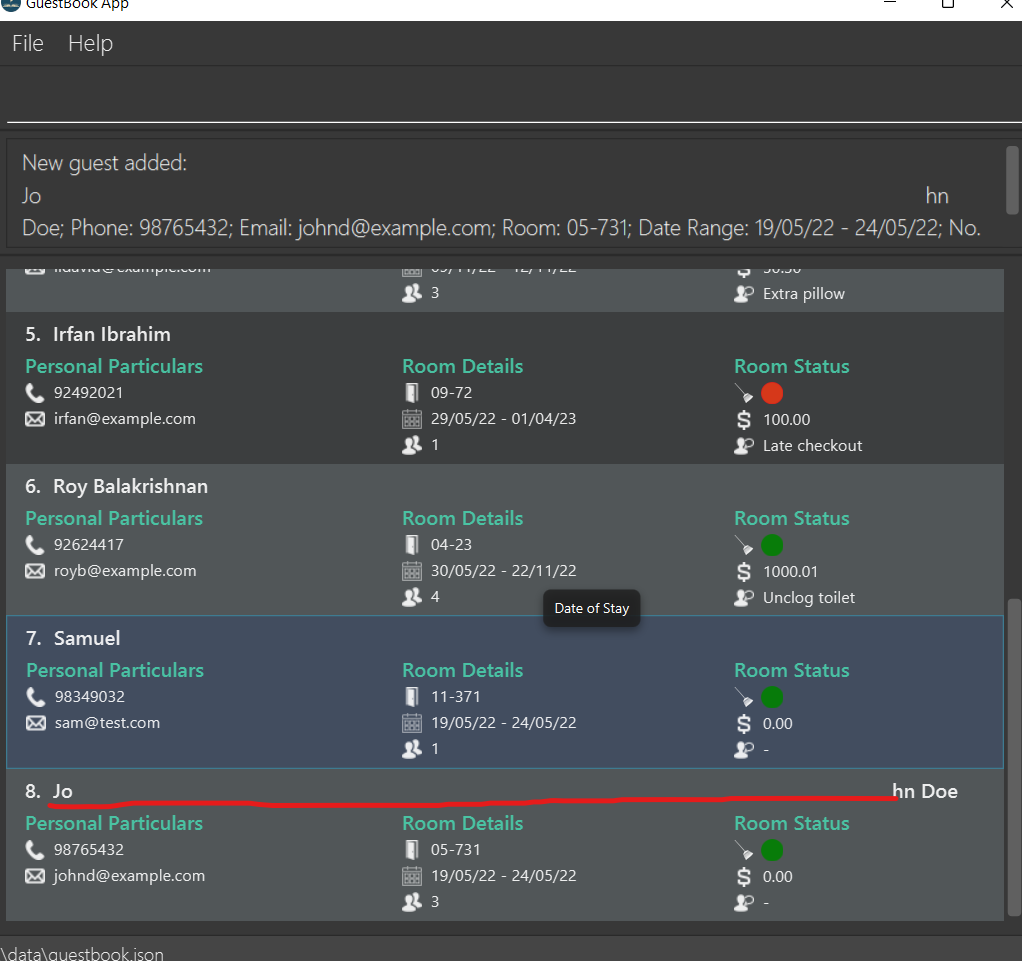 GuestBook App
File Help
New guest added:
Jo hn
Doe; Phone: 98765432; Email: johnd@example.com; Room: 05-731; Date Range: 19/05/22 - 24/05/22; No.
3 Extra pillow
5. Irfan Ibrahim
Personal Particulars Room Details Room Status
92492021 09-72
irfan@example.com 29/05/22 - 01/04/23 $ 100.00
1 Late checkout
6. Roy Balakrishnan
Personal Particulars Room Details Room Status
92624417 04-23
royb@example.com 30/05/22 - 22/11/22 $ 1000.01
4 Unclog toilet
Date of Stay
7. Samuel
Personal Particulars Room Details Room Status
98349032 11-371
sam@test.com 19/05/22 - 24/05/22 $ 0.00
1 -
8. Jo hn Doe
Personal Particulars Room Details Room Status
98765432 05-731
johnd@example.com 19/05/22 - 24/05/22 $ 0.00
3 -
\data\guestbook.json